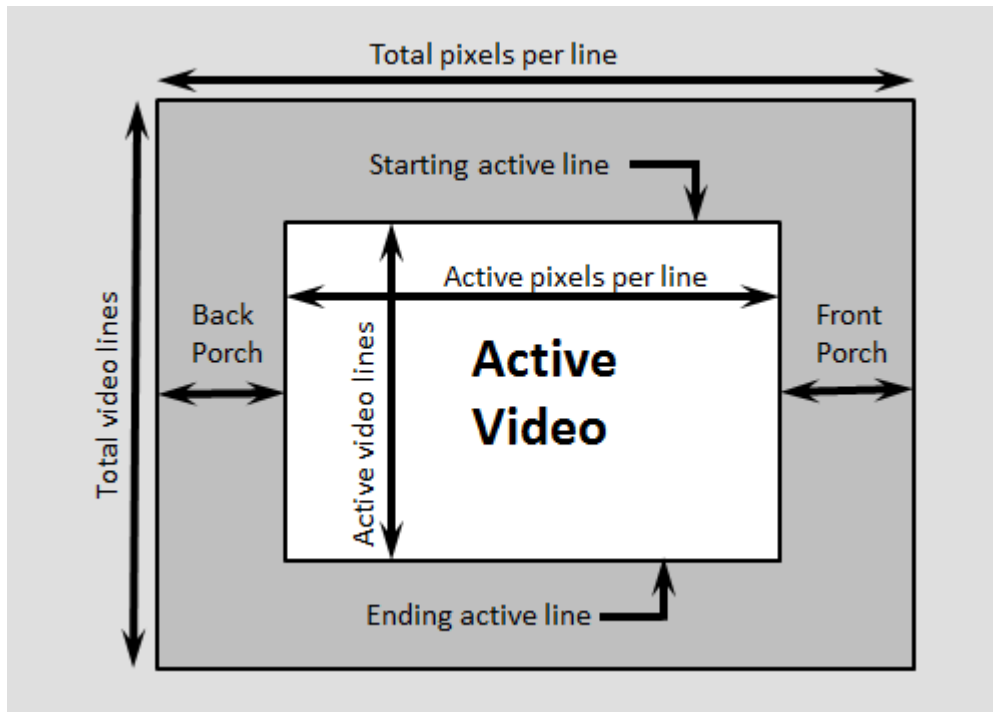 Total pixels per line
Starting active line
Active pixels per line
Back
Porch
Front
Porch
Total video lines
Active video lines
Active
Video
Ending active line